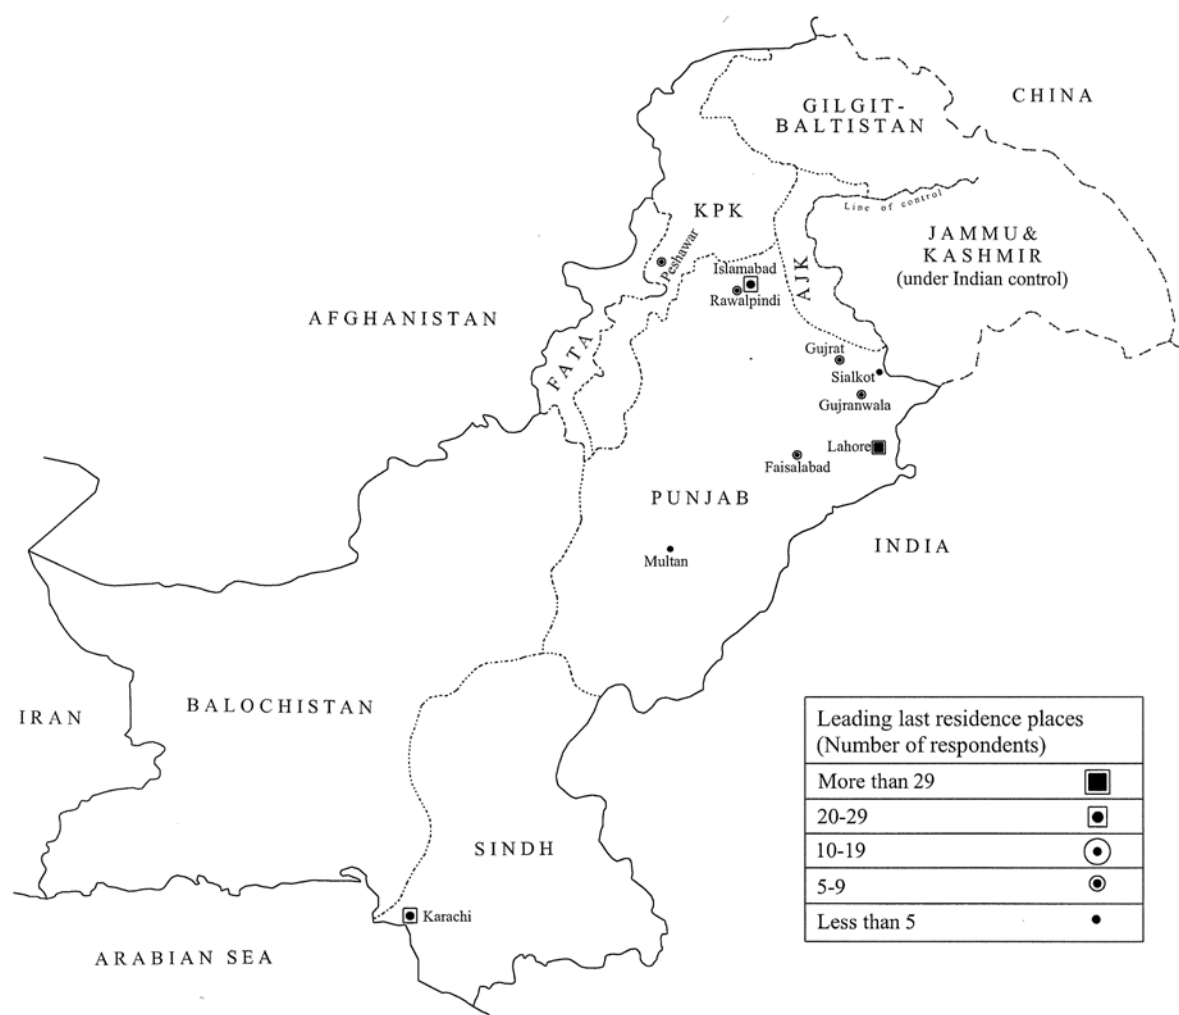 CHINA
GILGIT-
BALTISTAN
KPK
Line of control
JAMMU&
KASHMIR
(under Indian control)
Peshawar
Islamabad
Rawalpindi
AJK
AFGHANISTAN
FATA
Gujrat
Sialkot
Gujranwala
Lahore
Faisalabad
PUNJAB
INDIA
Multan
BALOCHISTAN
IRAN
SINDH
Karachi
ARABIAN SEA
Leading last residence places
(Number of respondents)
More than 29
20-29
10-19
5-9
Less than 5